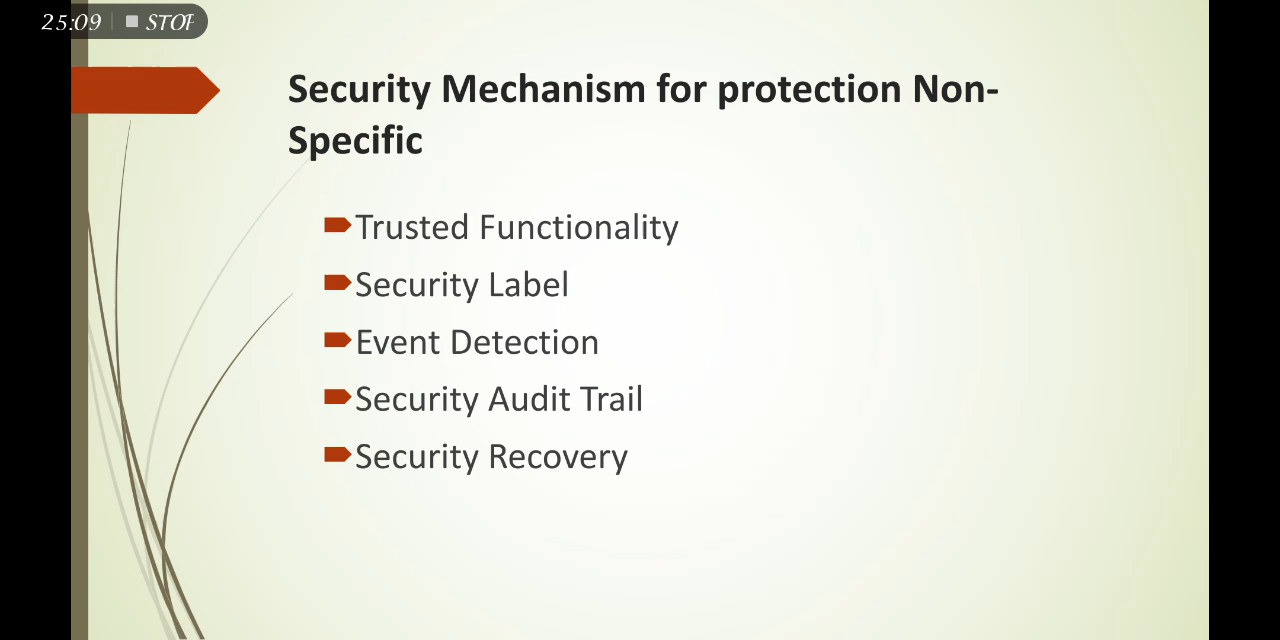 25:09 STOP
Security Mechanism for protection Non-
Specific
Trusted Functionality
Security Label
Event Detection
Security Audit Trail
Security Recovery